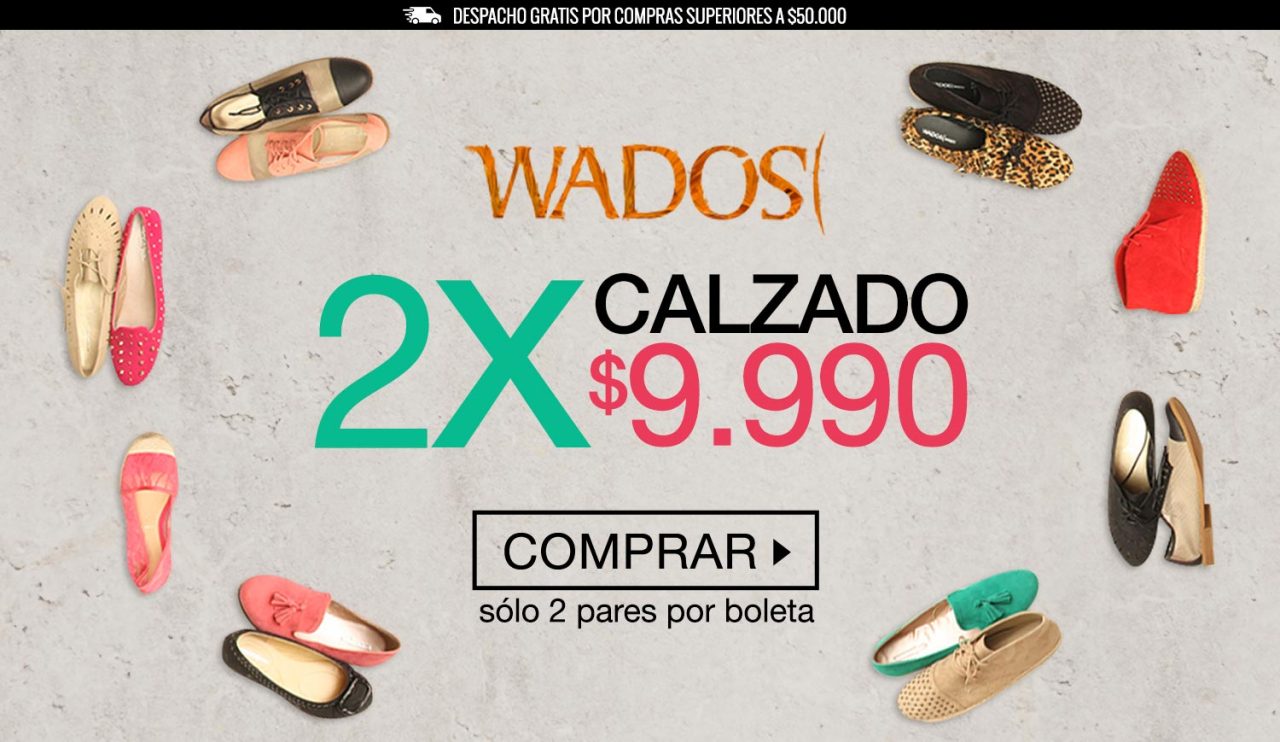 DESPACHO GRATIS POR COMPRAS SUPERIORES A $50.000
WADOS(
2X CALZADO
$9.990
COMPRAR
sólo 2 pares por boleta